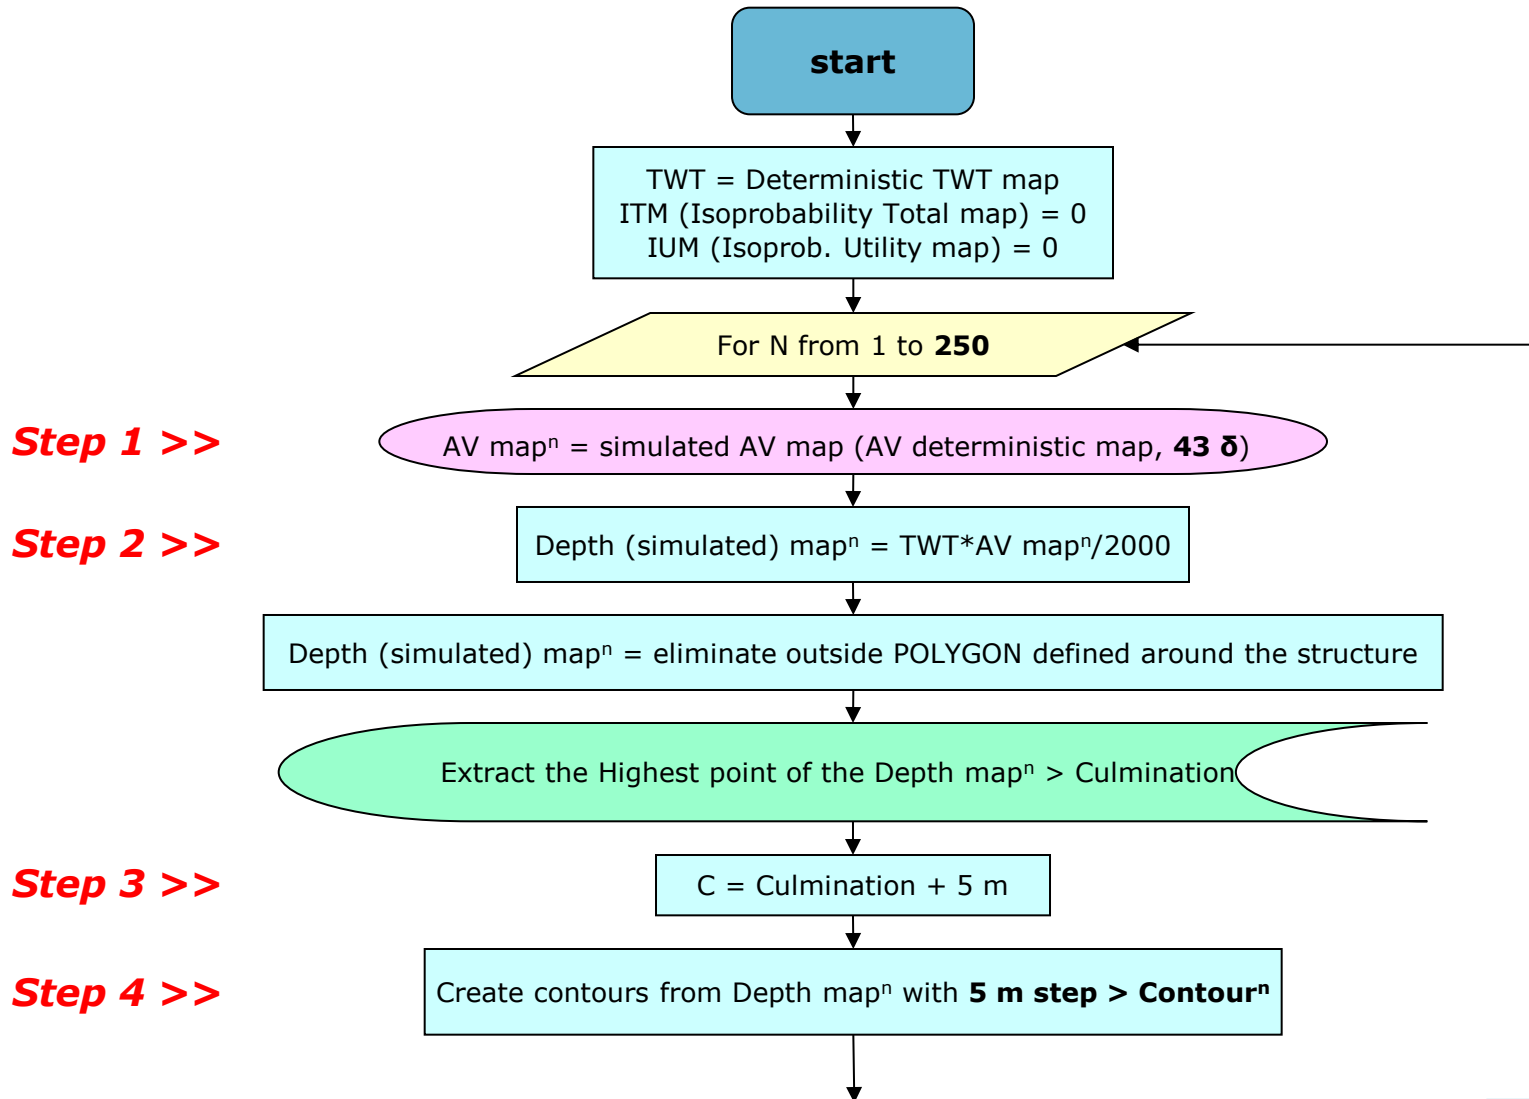 start
TWT = Deterministic TWT map
ITM (Isoprobability Total map) = 0
IUM (Isoprob. Utility map) = 0
For N from 1 to 250
Step 1 >>
AV mapⁿ = simulated AV map (AV deterministic map, 43 δ)
Step 2 >>
Depth (simulated) mapⁿ = TWT*AV mapⁿ/2000
Depth (simulated) mapⁿ = eliminate outside POLYGON defined around the structure
Extract the Highest point of the Depth mapⁿ > Culmination
Step 3 >>
C = Culmination + 5 m
Step 4 >>
Create contours from Depth mapⁿ with 5 m step > Contourⁿ